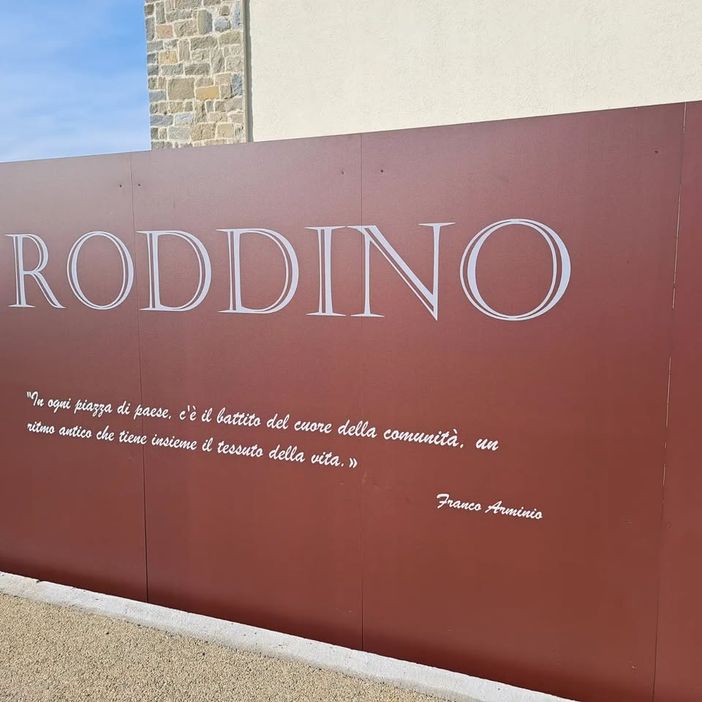 RODDINO
"In ogni piazza di paese, c'è il battito del cuore della comunità, un
ritmo antico che tiene insieme il tessuto della vita.»
Franco Arminio